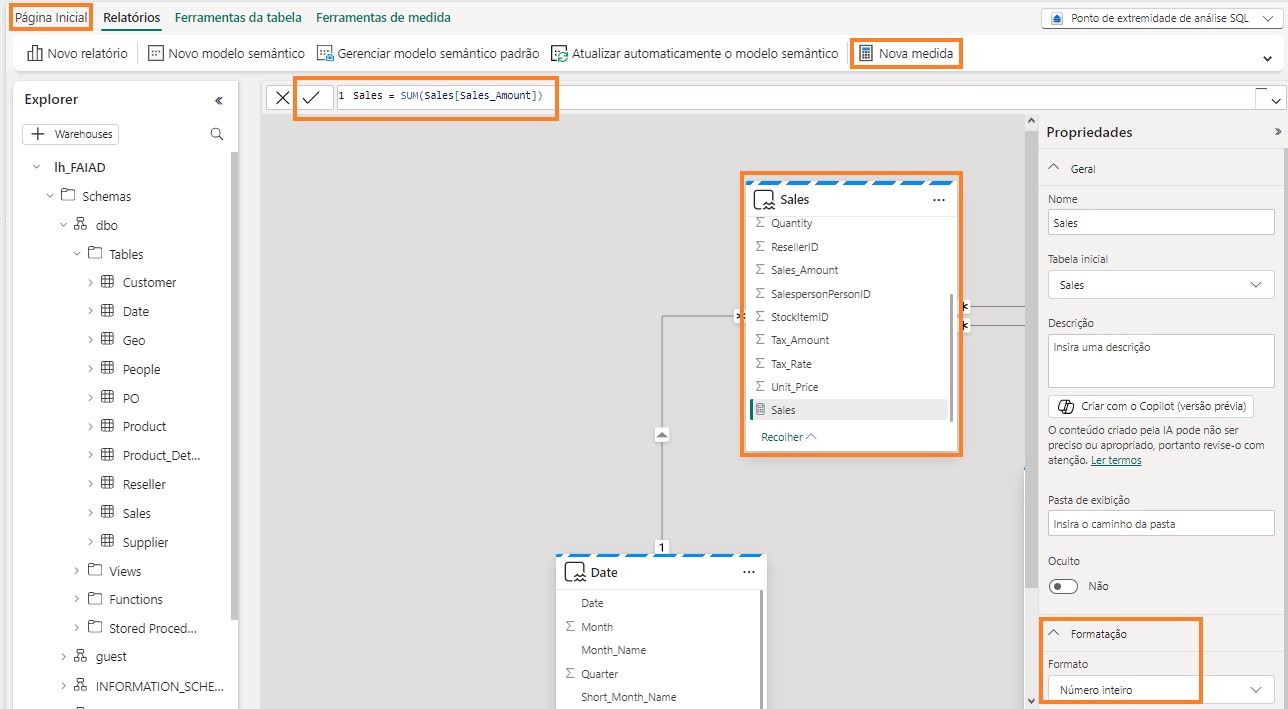 Página Inicial Relatórios Ferramentas da tabela Ferramentas de medida
Ponto de extremidade de análise SQL
Novo relatório Novo modelo semântico Gerenciar modelo semântico padrão Atualizar automaticamente o modelo semântico Nova medida
Explorer
Warehouses
lh_FAIAD
Schemas
dbo
Tables
Customer
Date
Geo
People
PO
Product
Product_Det...
Reseller
Sales
Supplier
Views
Functions
Stored Proced...
guest
INFORMATION_SCHE...
1 Sales = SUM(Sales[Sales_Amount])
Sales
Quantity
ResellerID
Sales_Amount
SalespersonPersonID
StockItemID
Tax_Amount
Tax_Rate
Unit_Price
Sales
Recolher
1
Date
Date
Month
Month_Name
Quarter
Short_Month_Name
Propriedades
Geral
Nome
Sales
Tabela inicial
Sales
Descrição
Insira uma descrição
Criar com o Copilot (versão prévia)
O conteúdo criado pela IA pode não ser
preciso ou apropriado, portanto revise-o com
atenção. Ler termos
Pasta de exibição
Insira o caminho da pasta
Oculto
Não
Formatação
Formato
Número inteiro